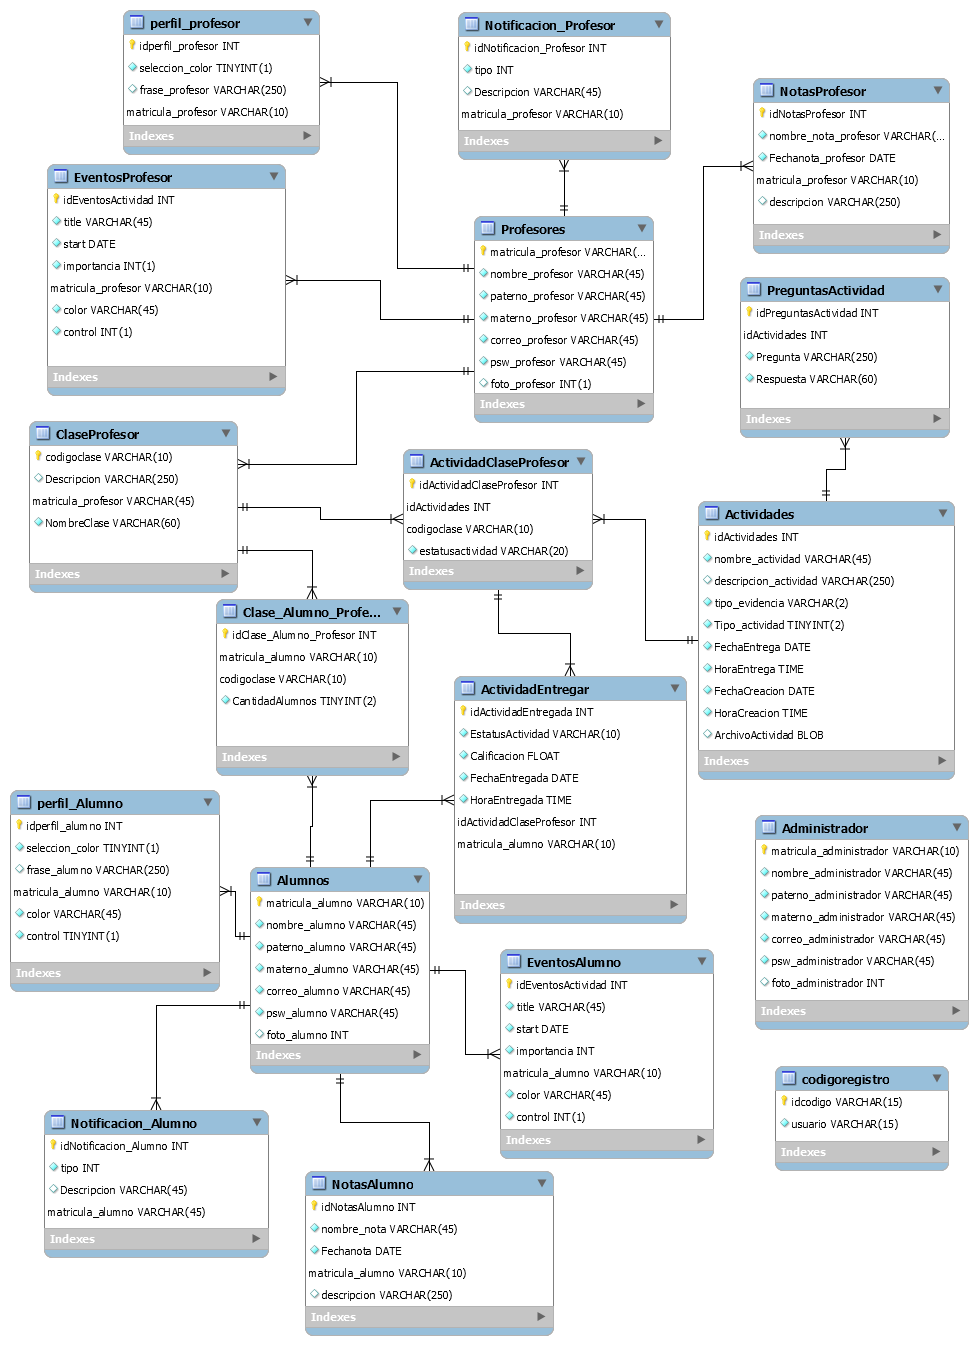 perfil_profesor
idperfil_profesor INT
seleccion_color TINYINT(1)
frase_profesor VARCHAR(250)
matricula_profesor VARCHAR(10)
Indexes
Notificacion_Profesor
idNotificacion_Profesor INT
tipo INT
Descripcion VARCHAR(45)
matricula_profesor VARCHAR(10)
Indexes
NotasProfesor
idNotasProfesor INT
nombre_nota_profesor VARCHAR(...
Fechanota_profesor DATE
matricula_profesor VARCHAR(10)
descripcion VARCHAR(250)
Indexes
EventosProfesor
idEventosActividad INT
title VARCHAR(45)
start DATE
importancia INT(1)
matricula_profesor VARCHAR(10)
color VARCHAR(45)
control INT(1)
Indexes
Profesores
matricula_profesor VARCHAR(...
nombre_profesor VARCHAR(45)
paterno_profesor VARCHAR(45)
materno_profesor VARCHAR(45)
correo_profesor VARCHAR(45)
psw_profesor VARCHAR(45)
foto_profesor INT(1)
Indexes
PreguntasActividad
idPreguntasActividad INT
idActividades INT
Pregunta VARCHAR(250)
Respuesta VARCHAR(60)
Indexes
ClaseProfesor
codigoclase VARCHAR(10)
Descripcion VARCHAR(250)
matricula_profesor VARCHAR(45)
NombreClase VARCHAR(60)
Indexes
ActividadClaseProfesor
idActividadClaseProfesor INT
idActividades INT
codigoclase VARCHAR(10)
estatusactividad VARCHAR(20)
Indexes
Actividades
idActividades INT
nombre_actividad VARCHAR(45)
descripcion_actividad VARCHAR(250)
tipo_evidencia VARCHAR(2)
Tipo_actividad TINYINT(2)
FechaEntrega DATE
HoraEntrega TIME
FechaCreacion DATE
HoraCreacion TIME
ArchivoActividad BLOB
Indexes
Clase_Alumno_Profe...
idClase_Alumno_Profesor INT
matricula_alumno VARCHAR(10)
codigoclase VARCHAR(10)
CantidadAlumnos TINYINT(2)
Indexes
ActividadEntregar
idActividadEntregada INT
EstatusActividad VARCHAR(10)
Calificacion FLOAT
FechaEntregada DATE
HoraEntregada TIME
idActividadClaseProfesor INT
matricula_alumno VARCHAR(10)
Indexes
perfil_Alumno
idperfil_alumno INT
seleccion_color TINYINT(1)
frase_alumno VARCHAR(250)
matricula_alumno VARCHAR(10)
color VARCHAR(45)
control TINYINT(1)
Indexes
Administrador
matricula_administrador VARCHAR(10)
nombre_administrador VARCHAR(45)
paterno_administrador VARCHAR(45)
materno_administrador VARCHAR(45)
correo_administrador VARCHAR(45)
psw_administrador VARCHAR(45)
foto_administrador INT
Indexes
Alumnos
matricula_alumno VARCHAR(10)
nombre_alumno VARCHAR(45)
paterno_alumno VARCHAR(45)
materno_alumno VARCHAR(45)
correo_alumno VARCHAR(45)
psw_alumno VARCHAR(45)
foto_alumno INT
Indexes
EventosAlumno
idEventosActividad INT
title VARCHAR(45)
start DATE
importancia INT
matricula_alumno VARCHAR(10)
color VARCHAR(45)
control INT(1)
Indexes
codigoregistro
idcodigo VARCHAR(15)
usuario VARCHAR(15)
Indexes
Notificacion_Alumno
idNotificacion_Alumno INT
tipo INT
Descripcion VARCHAR(45)
matricula_alumno VARCHAR(45)
Indexes
NotasAlumno
idNotasAlumno INT
nombre_nota VARCHAR(45)
Fechanota DATE
matricula_alumno VARCHAR(10)
descripcion VARCHAR(250)
Indexes